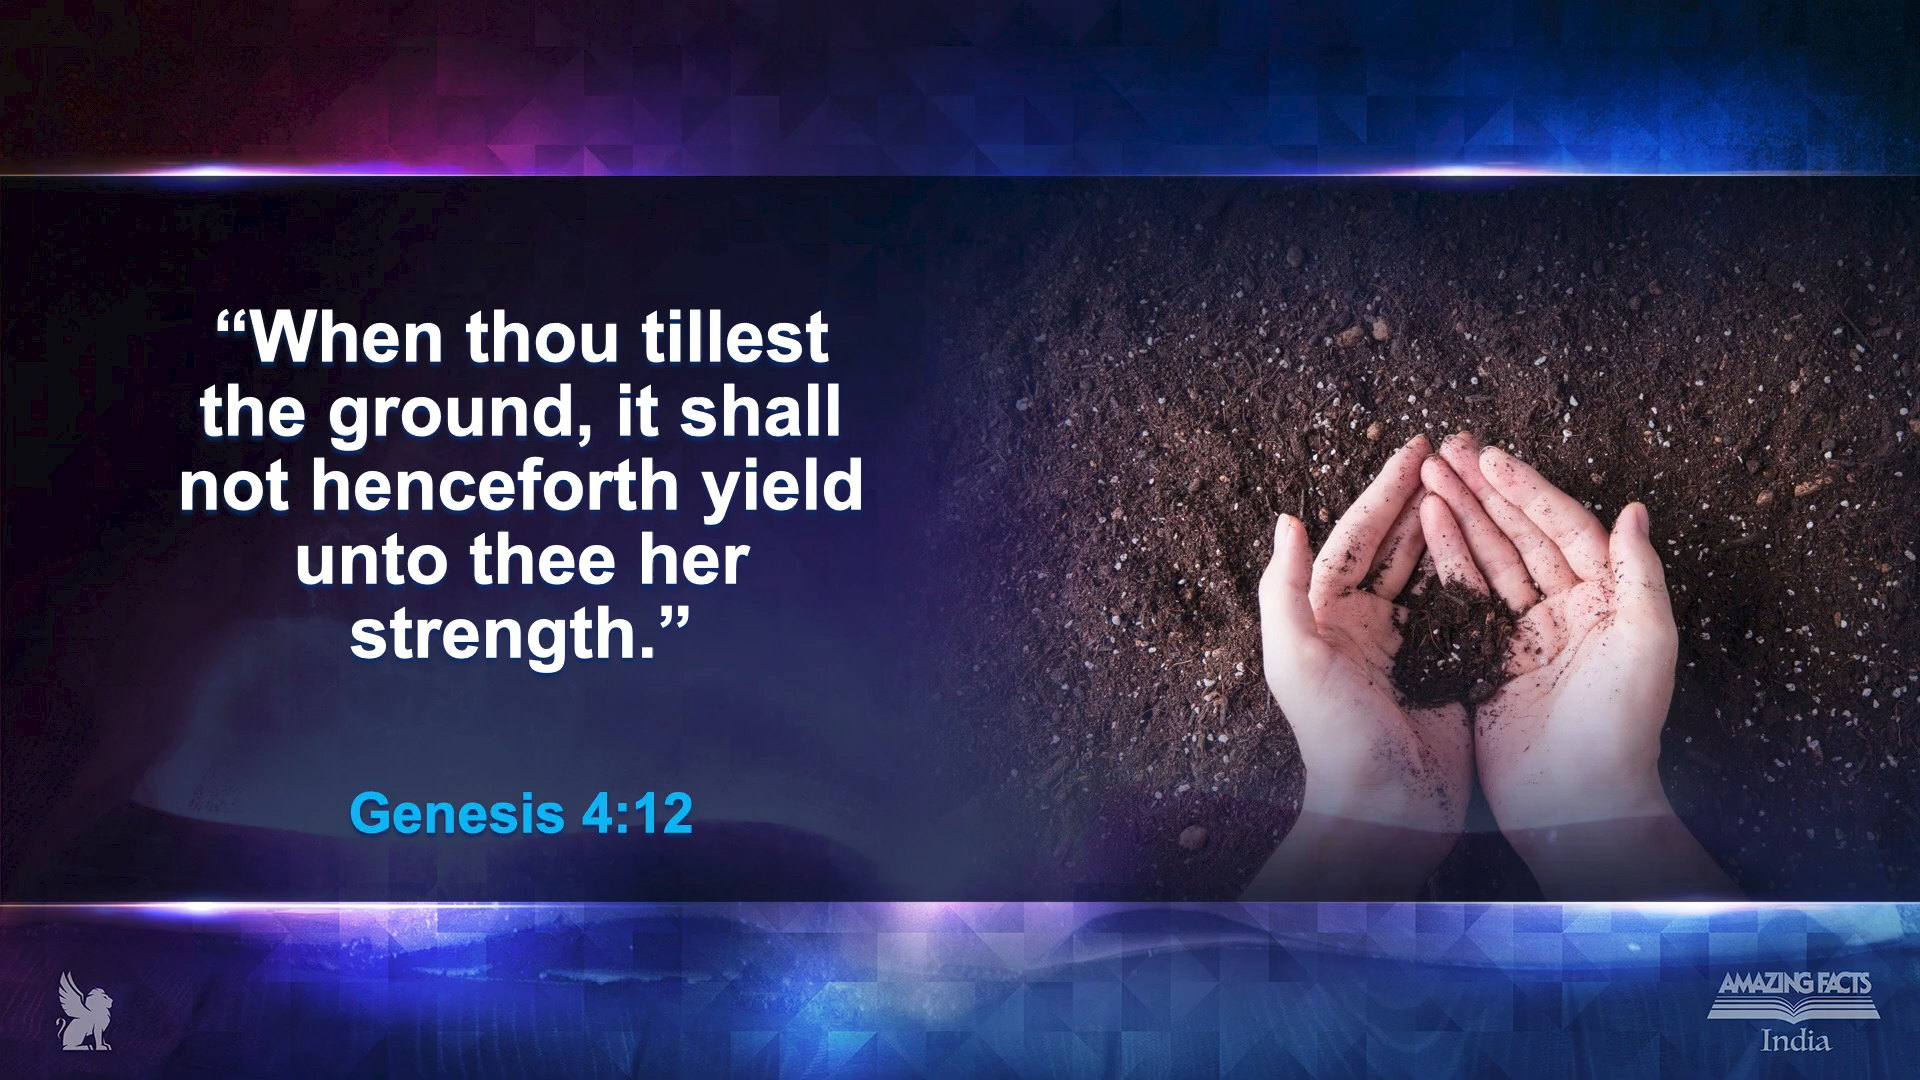 “When thou tillest
the ground, it shall
not henceforth yield
unto thee her
strength.”
Genesis 4:12
AMAZING FACTS
India